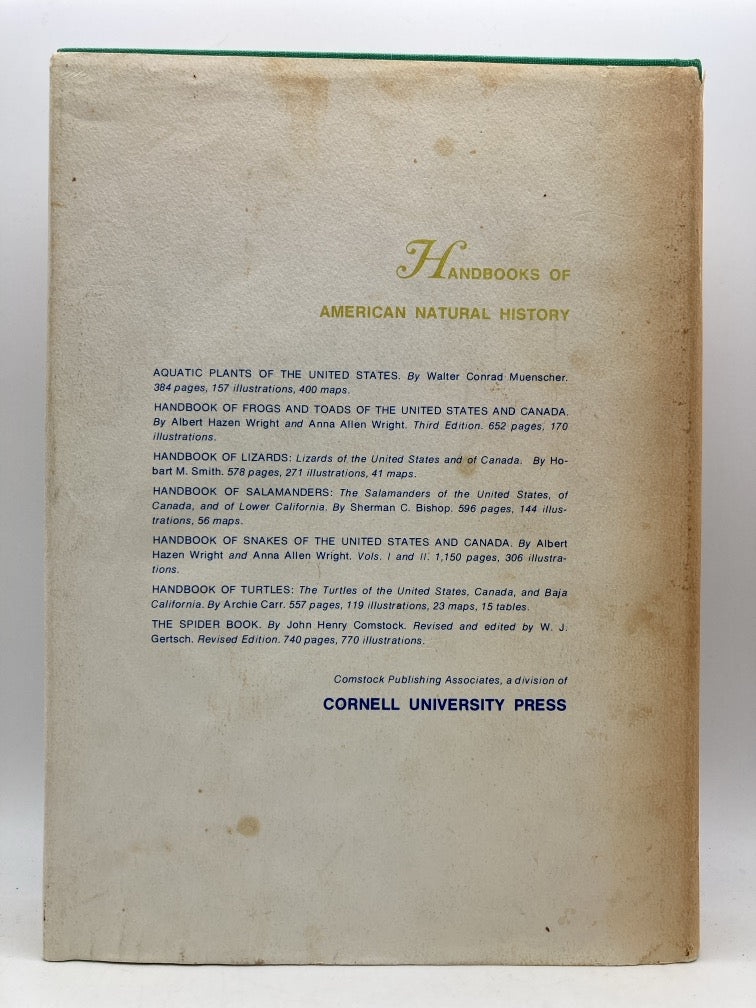 HANDBOOKS OF
AMERICAN NATURAL HISTORY
AQUATIC PLANTS OF THE UNITED STATES. By Walter Conrad Muenscher.
384 pages, 157 illustrations, 400 maps.
HANDBOOK OF FROGS AND TOADS OF THE UNITED STATES AND CANADA.
By Albert Hazen Wright and Anna Allen Wright. Third Edition. 652 pages, 170
illustrations.
HANDBOOK OF LIZARDS: Lizards of the United States and of Canada. By Ho-
bart M. Smith. 578 pages, 271 illustrations, 41 maps.
HANDBOOK OF SALAMANDERS: The Salamanders of the United States, of
Canada, and of Lower California. By Sherman C. Bishop. 596 pages, 144 illus-
trations, 56 maps.
HANDBOOK OF SNAKES OF THE UNITED STATES AND CANADA. By Albert
Hazen Wright and Anna Allen Wright. Vols. I and II. 1,150 pages, 306 illustra-
tions.
HANDBOOK OF TURTLES: The Turtles of the United States, Canada, and Baja
California. By Archie Carr. 557 pages, 119 illustrations, 23 maps, 15 tables.
THE SPIDER BOOK. By John Henry Comstock. Revised and edited by W. J.
Gertsch. Revised Edition. 740 pages, 770 illustrations.
Comstock Publishing Associates, a division of
CORNELL UNIVERSITY PRESS